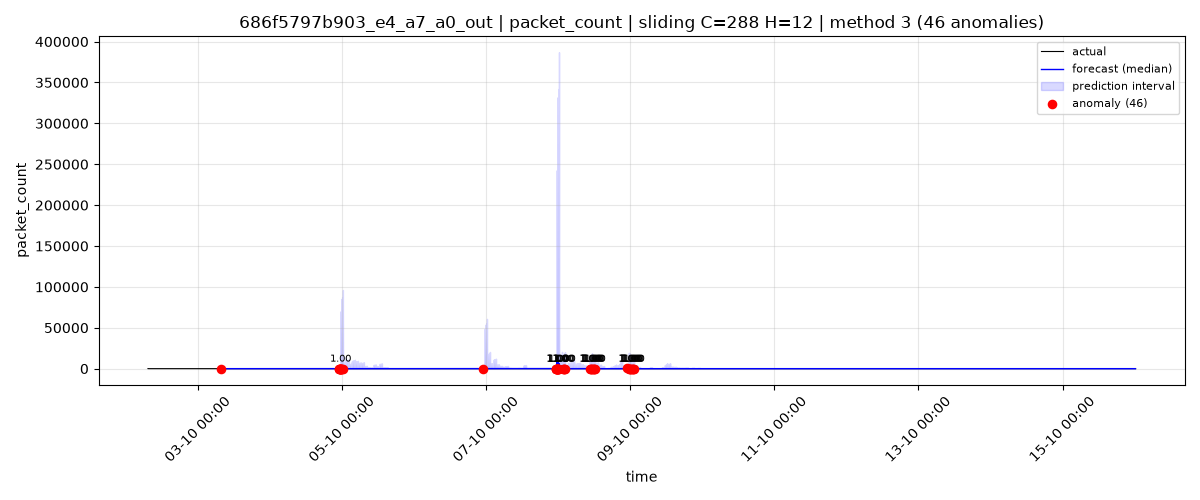 686f5797b903_e4_a7_a0_out | packet_count | sliding C=288 H=12 | method 3 (46 anomalies)
400000
350000
300000
250000
200000
150000
100000
50000
0
packet_count
actual
forecast (median)
prediction interval
anomaly (46)
1.00
03-10 00:00
05-10 00:00
07-10 00:00
09-10 00:00
11-10 00:00
13-10 00:00
15-10 00:00
time